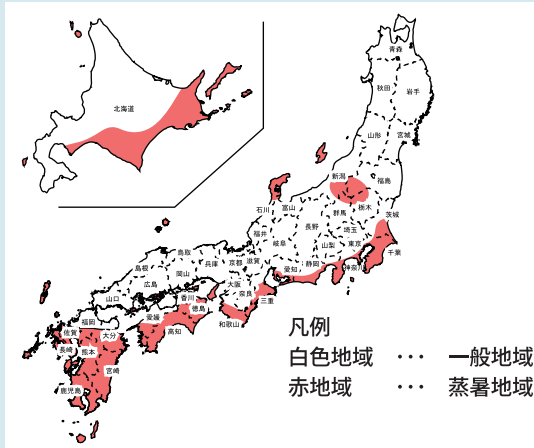 北海道
青森
秋田
岩手
山形
宮城
新潟
福島
石川
富山
群馬
栃木
茨城
福井
長野
埼玉
岐阜
山梨
東京
千葉
鳥取
兵庫
京都
滋賀
愛知
静岡
神奈川
島根
岡山
広島
大阪
奈良
三重
山口
香川
徳島
和歌山
福岡
愛媛
高知
佐賀
大分
長崎
熊本
宮崎
鹿児島
凡例
白色地域 ・・・ 一般地域
赤地域 ・・・ 蒸暑地域